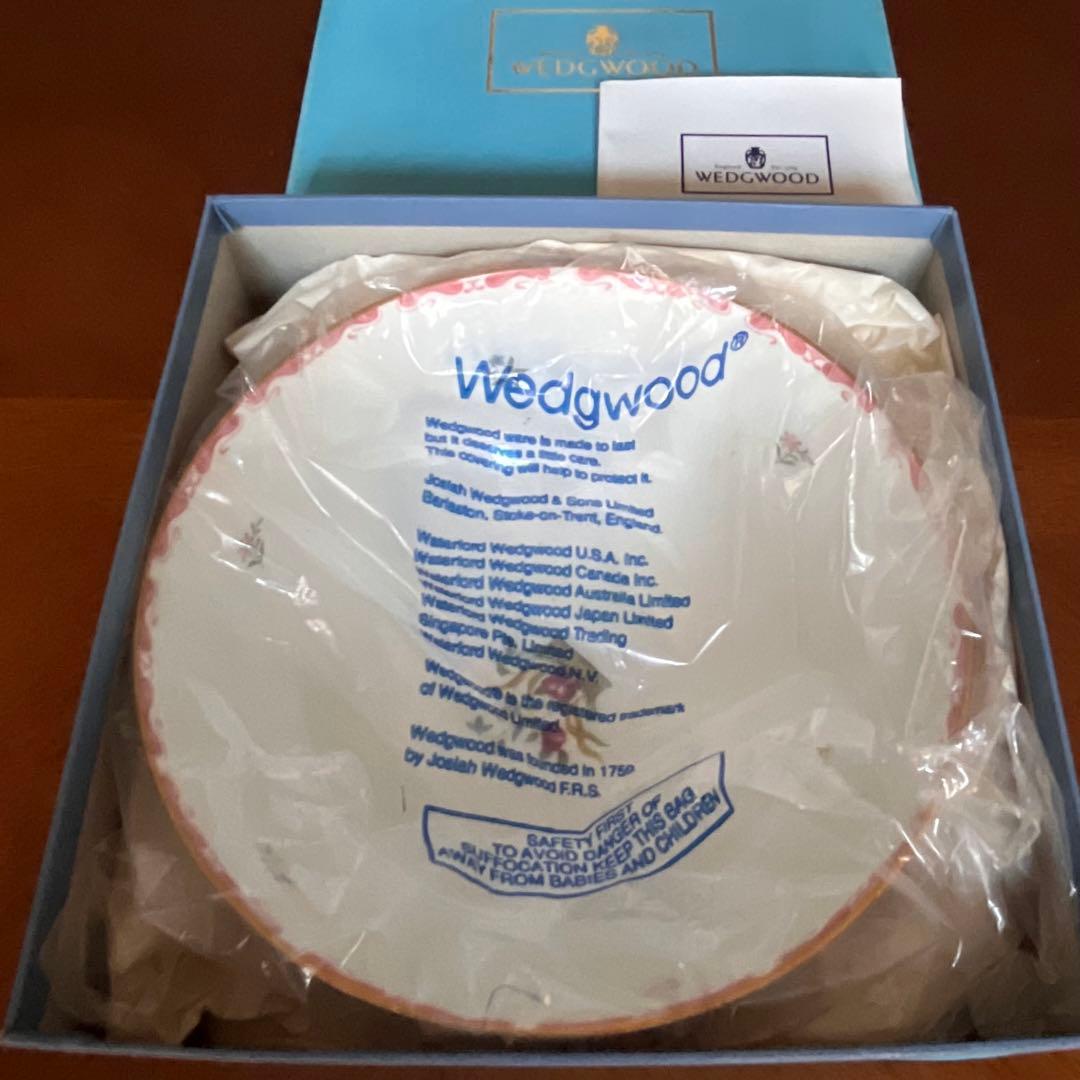 WEDGWOOD
WEDGWOOD
Wedgwood®
Wedgwood ware is made to last
but it deserves a little care.
This covering will help to protect it.
Josiah Wedgwood & Sons Limited
Barlaston, Stoke-on-Trent, England.
Waterford Wedgwood U.S.A. Inc.
Waterford Wedgwood Canada Inc.
Waterford Wedgwood Australia Limited
Waterford Wedgwood Japan Limited
Waterford Wedgwood Trading
Singapore Pte. Limited
Waterford Wedgwood N.V.
Wedgwood® is the registered trademark
of Wedgwood Limited.
Wedgwood was founded in 1759
by Josiah Wedgwood F.R.S.
SAFETY FIRST
TO AVOID DANGER OF
SUFFOCATION KEEP THIS BAG
AWAY FROM BABIES AND CHILDREN